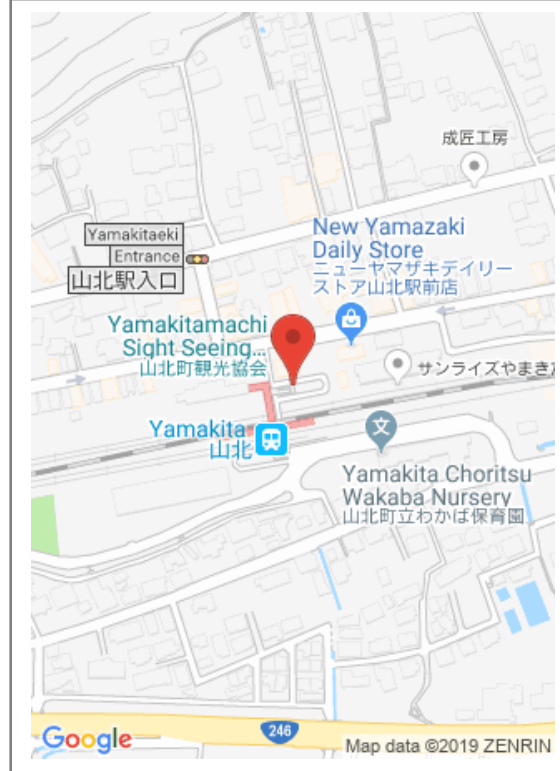 成匠工房
Yamakitaeki
Entrance
山北駅入口
New Yamazaki
Daily Store
ニューヤマザキデイリー
ストア山北駅前店
Yamakitamachi
Sight Seeing...
山北町観光協会
サンライズやまきた
Yamakita
山北
文
Yamakita Choritsu
Wakaba Nursery
山北町立わかば保育園
246
Google
Map data ©2019 ZENRIN